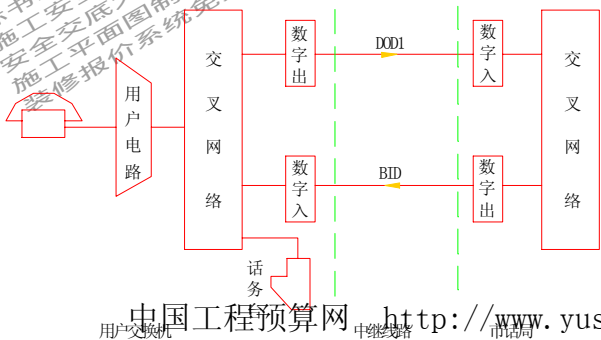 施工安
安全交底
施工平面图制
装修报价系统免
用户电路
交叉网络
数字出
DOD1
数字入
交叉网络
数字入
BID
数字出
话务
用户交换机
中继线路
市话局
中国工程预算网 http://www.yus